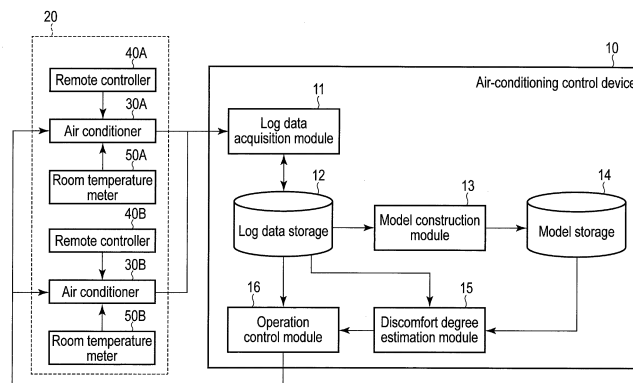 20
10
40A
Remote controller
30A
Air conditioner
50A
Room temperature
meter
40B
Remote controller
30B
Air conditioner
50B
Room temperature
meter
Air-conditioning control device
11
Log data
acquisition module
12
Log data storage
13
Model construction
module
14
Model storage
16
Operation
control module
15
Discomfort degree
estimation module